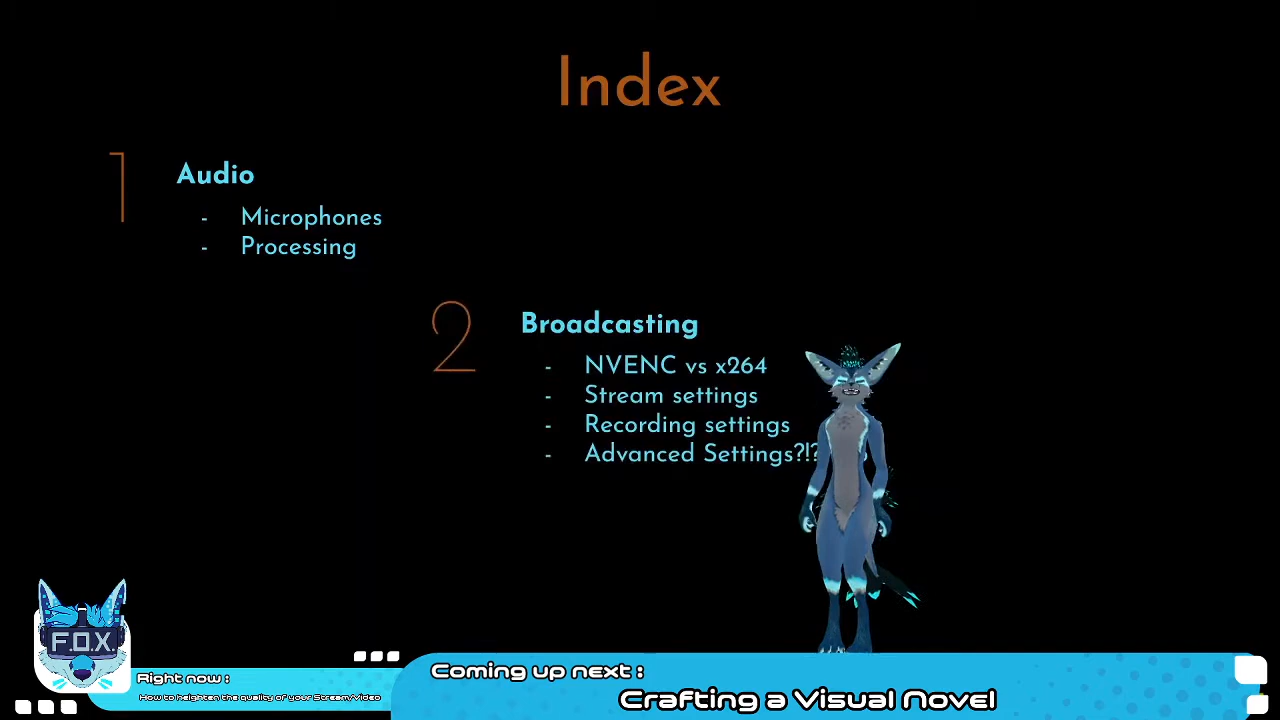 Index
1
Audio
- Microphones
- Processing
2
Broadcasting
- NVENC vs x264
- Stream settings
- Recording settings
- Advanced Settings?!?
F.O.X.
Right now :
How to heighten the quality of your Stream/Video
Coming up next :
Crafting a Visual Novel